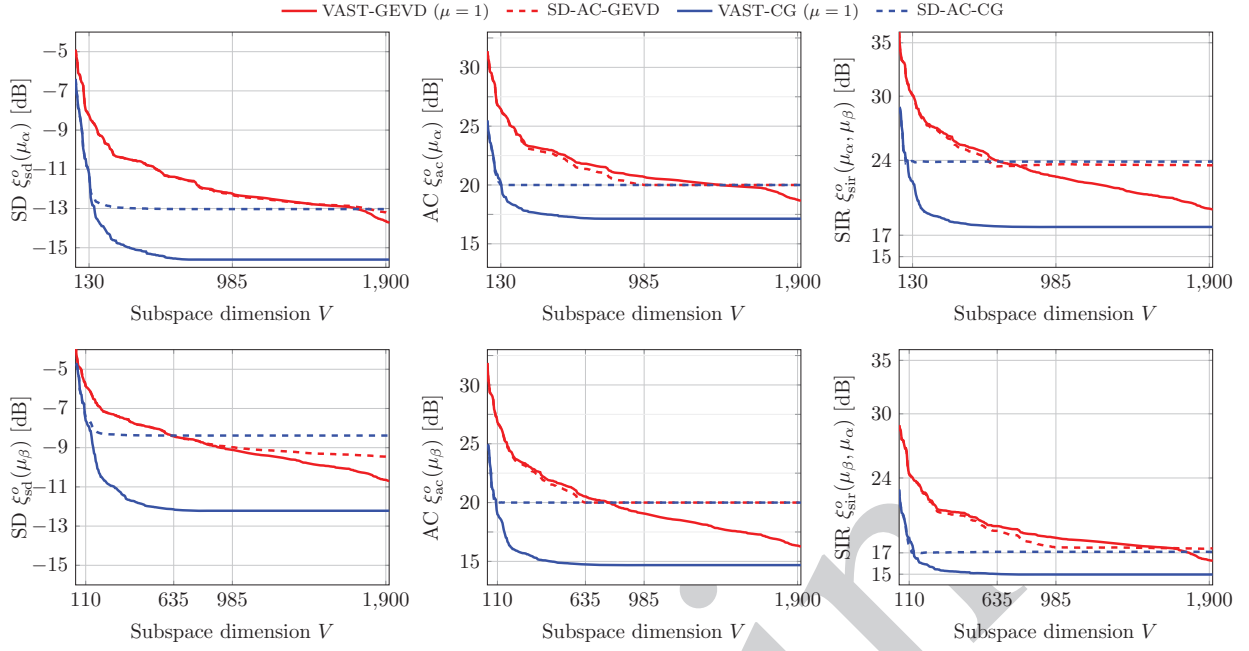 VAST-GEVD (μ = 1) SD-AC-GEVD VAST-CG (μ = 1) SD-AC-CG
SD ξ^o_sd(μ_α) [dB]
−5
−7
−9
−11
−13
−15
130 985 1,900
Subspace dimension V
AC ξ^o_ac(μ_α) [dB]
30
25
20
15
130 985 1,900
Subspace dimension V
SIR ξ^o_sir(μ_α, μ_β) [dB]
35
30
24
17
15
130 985 1,900
Subspace dimension V
SD ξ^o_sd(μ_β) [dB]
−5
−7
−9
−11
−13
−15
110 635 985 1,900
Subspace dimension V
AC ξ^o_ac(μ_β) [dB]
30
25
20
15
110 635 985 1,900
Subspace dimension V
SIR ξ^o_sir(μ_β, μ_α) [dB]
35
30
24
17
15
110 635 985 1,900
Subspace dimension V